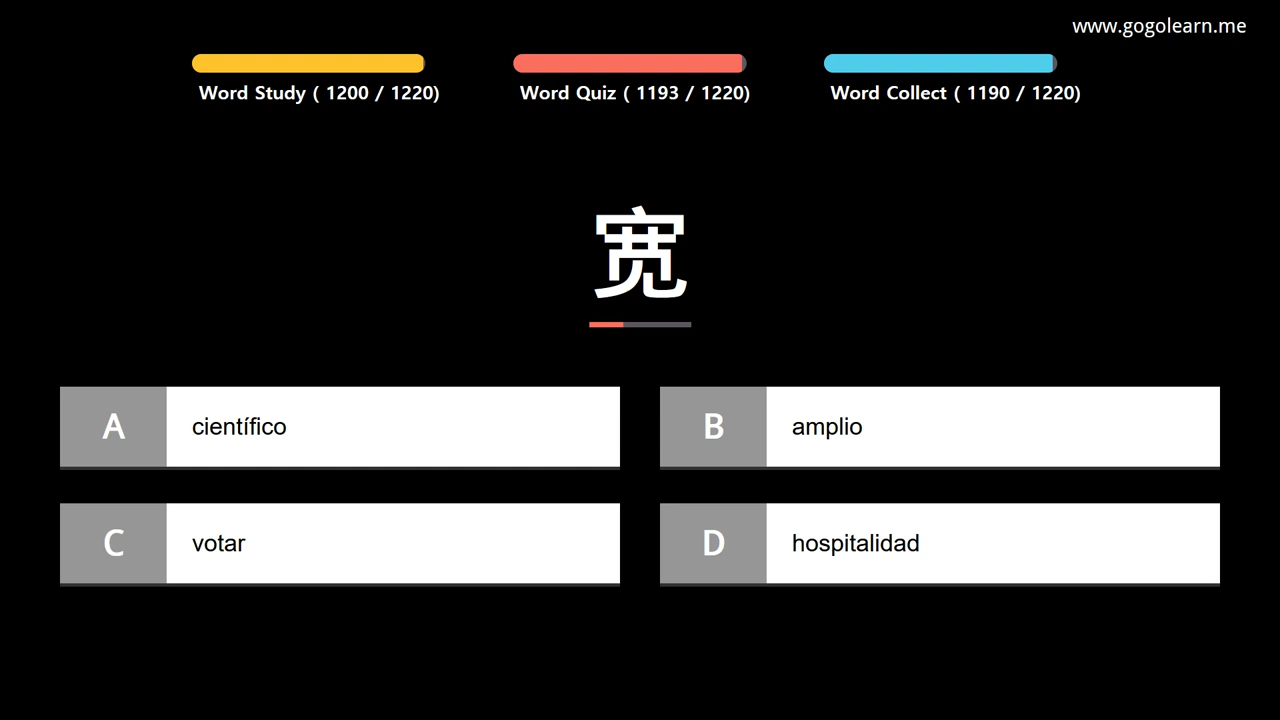 www.gogolearn.me
Word Study ( 1200 / 1220)
Word Quiz ( 1193 / 1220)
Word Collect ( 1190 / 1220)
宽
A científico
B amplio
C votar
D hospitalidad